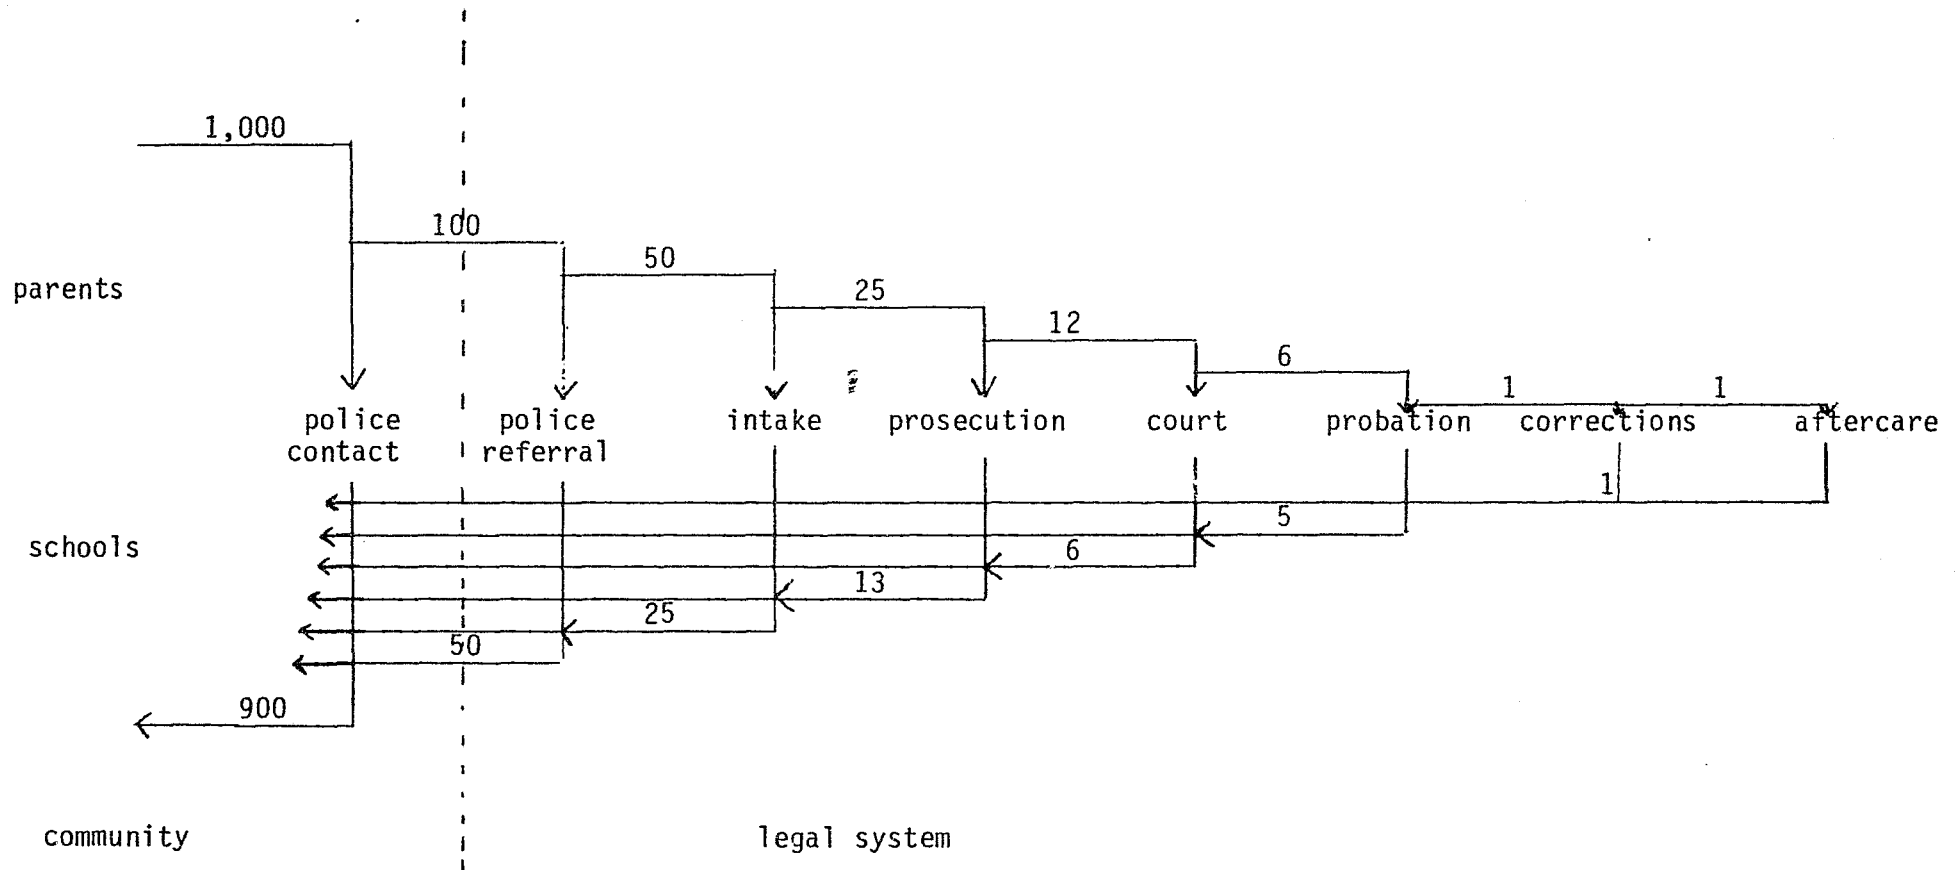 1,000
100
50
parents
25
12
6
1
1
police
contact
police
referral
intake
prosecution
court
probation
corrections
aftercare
1
5
schools
6
13
25
50
900
community
legal system